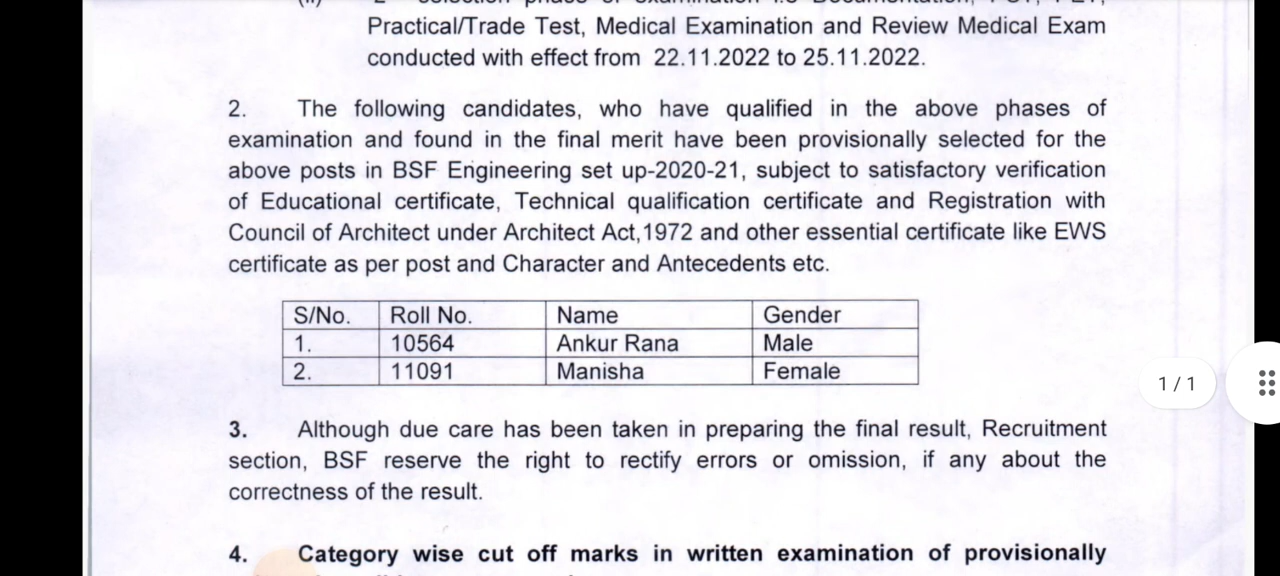 Practical/Trade Test, Medical Examination and Review Medical Exam
conducted with effect from 22.11.2022 to 25.11.2022.
2. The following candidates, who have qualified in the above phases of
examination and found in the final merit have been provisionally selected for the
above posts in BSF Engineering set up-2020-21, subject to satisfactory verification
of Educational certificate, Technical qualification certificate and Registration with
Council of Architect under Architect Act,1972 and other essential certificate like EWS
certificate as per post and Character and Antecedents etc.
S/No. Roll No. Name Gender
1. 10564 Ankur Rana Male
2. 11091 Manisha Female
1 / 1
3. Although due care has been taken in preparing the final result, Recruitment
section, BSF reserve the right to rectify errors or omission, if any about the
correctness of the result.
4. Category wise cut off marks in written examination of provisionally